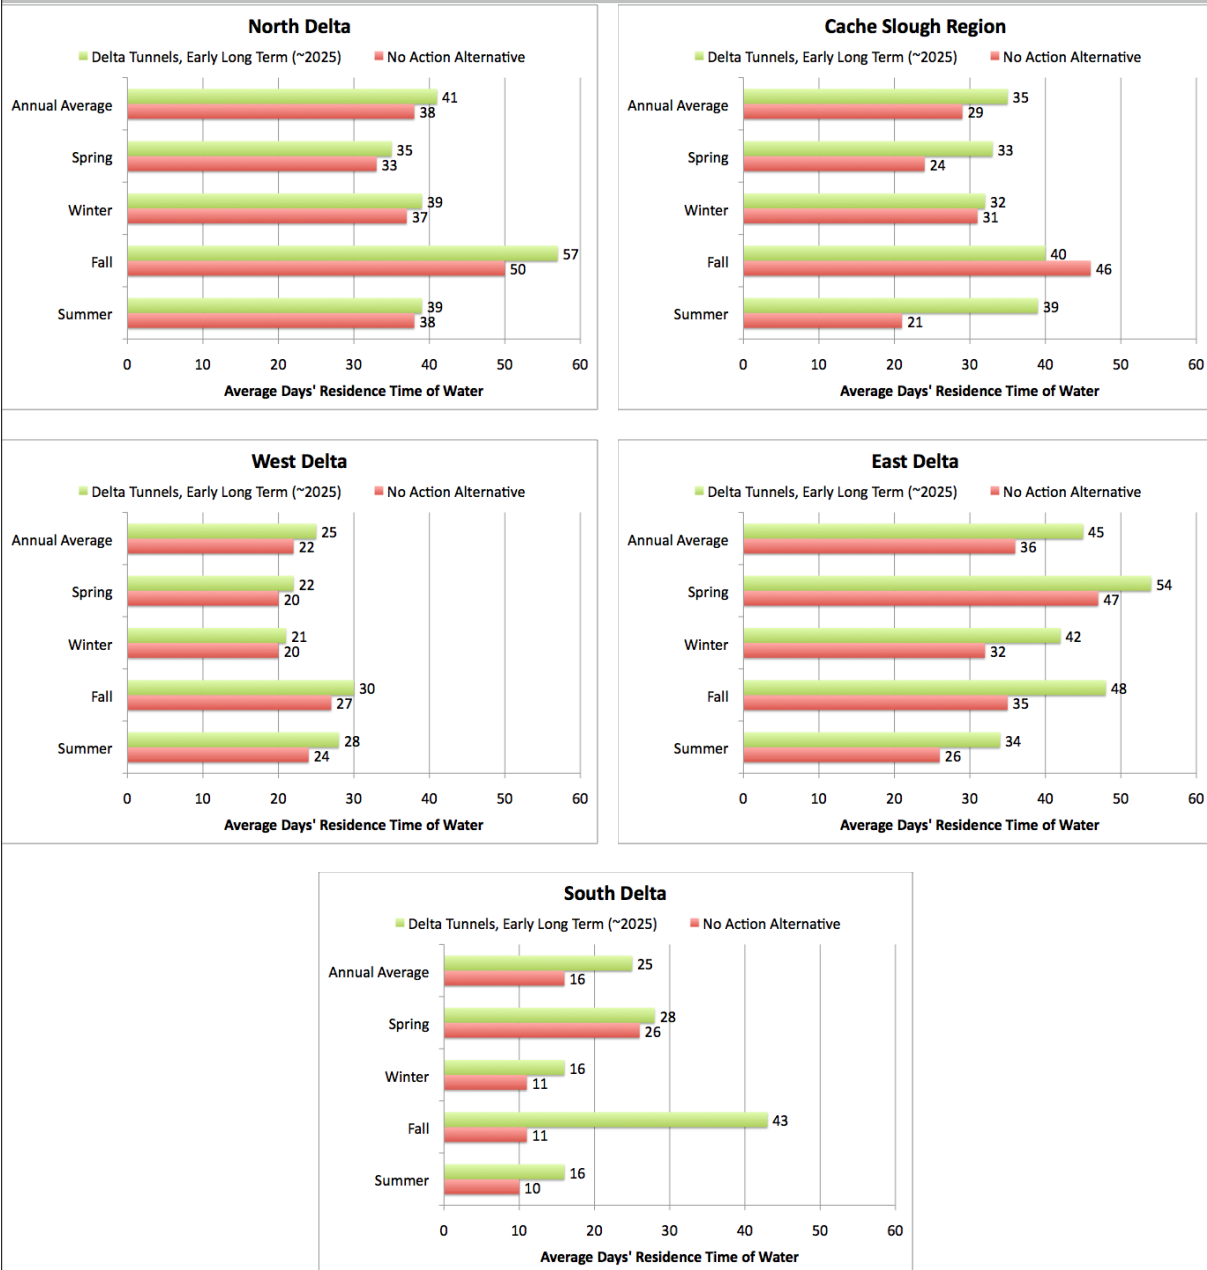 North Delta
Delta Tunnels, Early Long Term (~2025) No Action Alternative
Annual Average 41
38
Spring 35
33
Winter 39
37
Fall 57
50
Summer 39
38
0 10 20 30 40 50 60
Average Days' Residence Time of Water
Cache Slough Region
Delta Tunnels, Early Long Term (~2025) No Action Alternative
Annual Average 35
29
Spring 33
24
Winter 32
31
Fall 40
46
Summer 39
21
0 10 20 30 40 50 60
Average Days' Residence Time of Water
West Delta
Delta Tunnels, Early Long Term (~2025) No Action Alternative
Annual Average 25
22
Spring 22
20
Winter 21
20
Fall 30
27
Summer 28
24
0 10 20 30 40 50 60
Average Days' Residence Time of Water
East Delta
Delta Tunnels, Early Long Term (~2025) No Action Alternative
Annual Average 45
36
Spring 54
47
Winter 42
32
Fall 48
35
Summer 34
26
0 10 20 30 40 50 60
Average Days' Residence Time of Water
South Delta
Delta Tunnels, Early Long Term (~2025) No Action Alternative
Annual Average 25
16
Spring 28
26
Winter 16
11
Fall 43
11
Summer 16
10
0 10 20 30 40 50 60
Average Days' Residence Time of Water